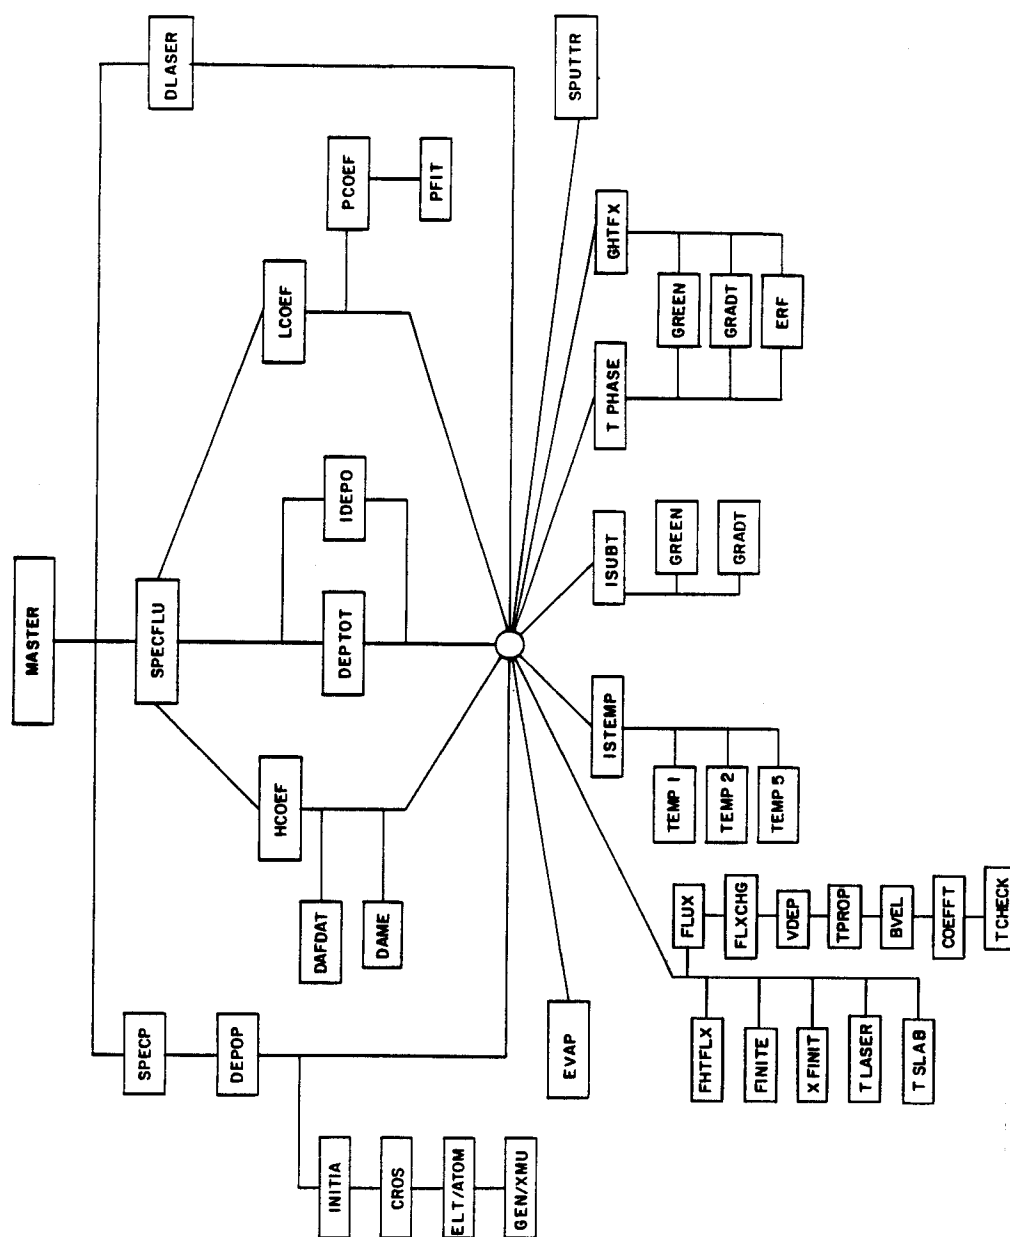 MASTER
DLASER
SPECFLU
SPECP
DEPOP
HCOEF
LCOEF
PCOEF
PFIT
DEPTOT
IDEPO
DAFDAT
DAME
INITIA
CROS
ELT/ATOM
GEN/XMU
EVAP
SPUTTR
ISTEMP
TEMP 1
TEMP 2
TEMP 5
ISUBT
GREEN
GRADT
T PHASE
GHTFX
GREEN
GRADT
ERF
FLUX
FLXCHG
VDEP
TPROP
BVEL
COEFFT
TCHECK
FHTFLX
FINITE
X FINIT
T LASER
T SLAB